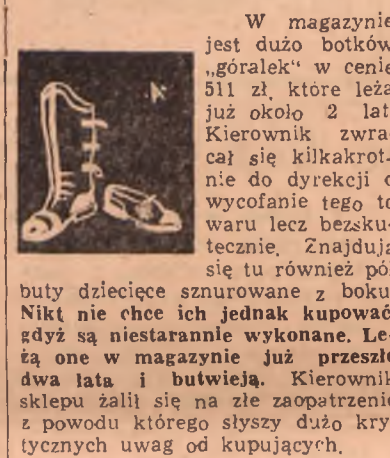 W magazynie
jest dużo botków
„góralek“ w cenie
511 zł, które leżą
już około 2 lat.
Kierownik zwra-
cał się kilkakrot-
nie do dyrekcji o
wycofanie tego to
waru lecz bezsku-
tecznie. Znajdują
się tu również pół
buty dziecięce sznurowane z boku.
Nikt nie chce ich jednak kupować
gdyż są niestarannie wykonane. Le-
żą one w magazynie już przeszło
dwa lata i butwieją. Kierownik
sklepu żalił się na złe zaopatrzenie
z powodu którego słyszy dużo kry-
tycznych uwag od kupujących.